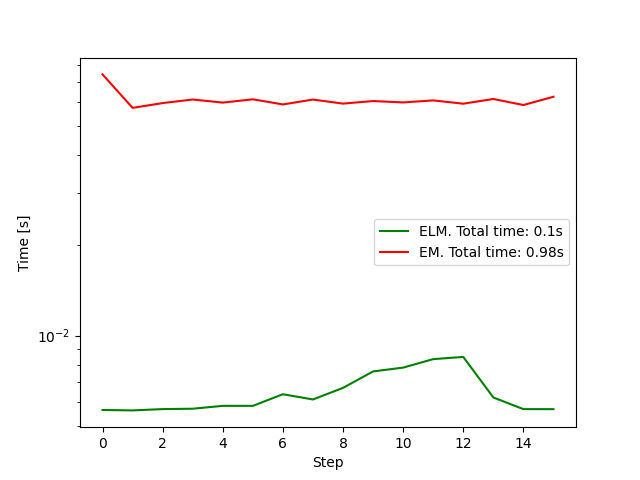 Time [s]
10⁻²
0 2 4 6 8 10 12 14
Step
ELM. Total time: 0.1s
EM. Total time: 0.98s